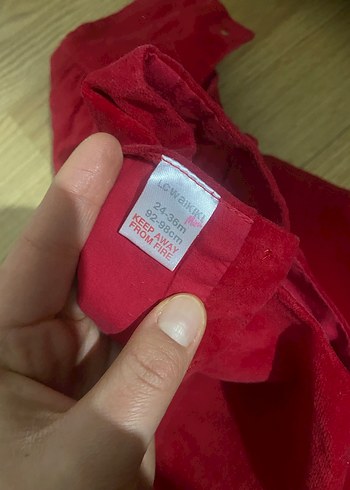 LCWAIKIKI
24-36m
92-98cm
KEEP AWAY
FROM FIRE